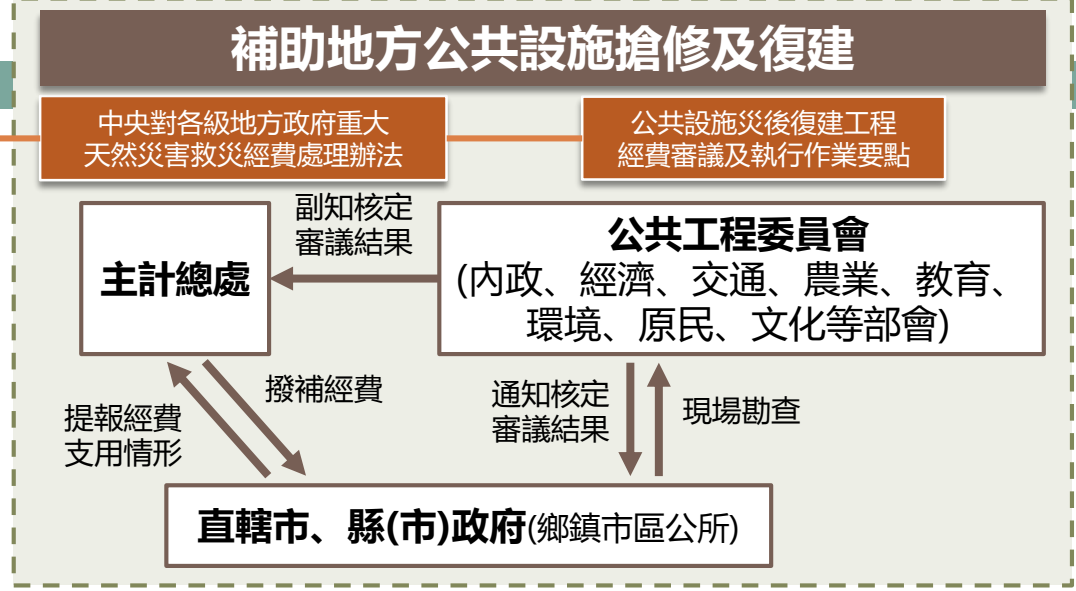 補助地方公共設施搶修及復建
中央對各級地方政府重大
天然災害救災經費處理辦法
公共設施災後復建工程
經費審議及執行作業要點
副知核定
審議結果
主計總處
公共工程委員會
(內政、經濟、交通、農業、教育、
環境、原民、文化等部會)
提報經費
支用情形
撥補經費
通知核定
審議結果
現場勘查
直轄市、縣(市)政府(鄉鎮市區公所)